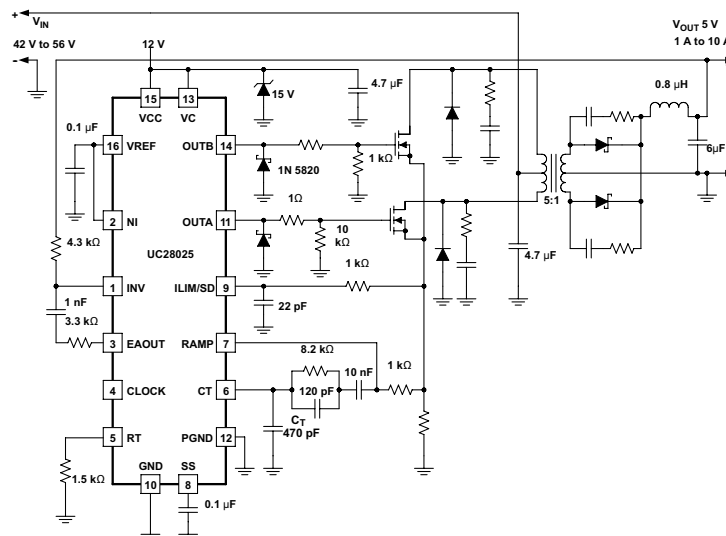 +
V_IN
V_OUT 5 V
-
42 V to 56 V
12 V
1 A to 10 A
0.8 µH
4.7 µF
15 V
15
13
VCC
VC
0.1 µF
16
VREF
OUTB
14
1 kΩ
6µF
1N 5820
5:1
1Ω
2
NI
OUTA
11
10
kΩ
4.3 kΩ
UC28025
4.7 µF
1 kΩ
1
INV
ILIM/SD
9
1 nF
22 pF
3.3 kΩ
8.2 kΩ
3
EAOUT
RAMP
7
10 nF
1 kΩ
4
CLOCK
CT
6
120 pF
C_T
470 pF
5
RT
PGND
12
1.5 kΩ
GND
SS
10
8
0.1 µF